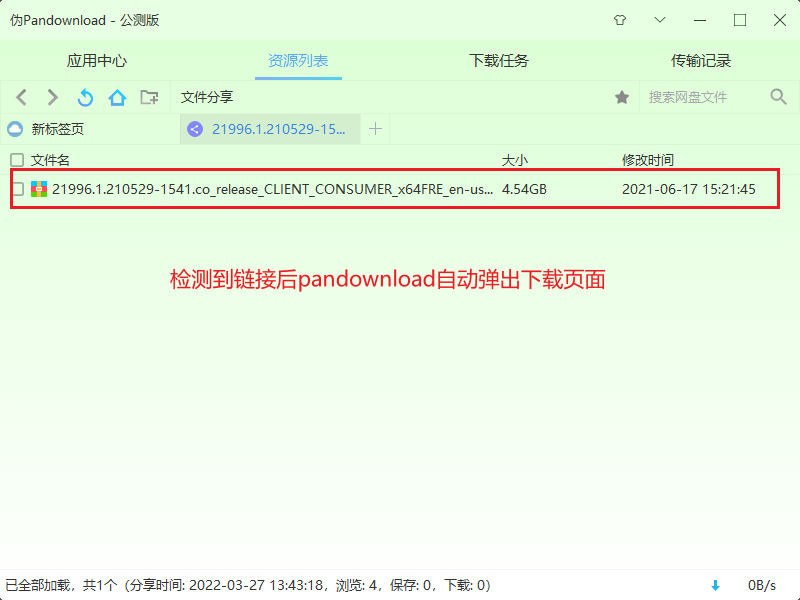 伪Pandownload - 公测版
应用中心 资源列表 下载任务 传输记录
文件分享 搜索网盘文件
新标签页 21996.1.210529-15...
文件名 大小 修改时间
21996.1.210529-1541.co_release_CLIENT_CONSUMER_x64FRE_en-us... 4.54GB 2021-06-17 15:21:45
检测到链接后pandownload自动弹出下载页面
已全部加载，共1个（分享时间: 2022-03-27 13:43:18，浏览: 4，保存: 0，下载: 0） 0B/s